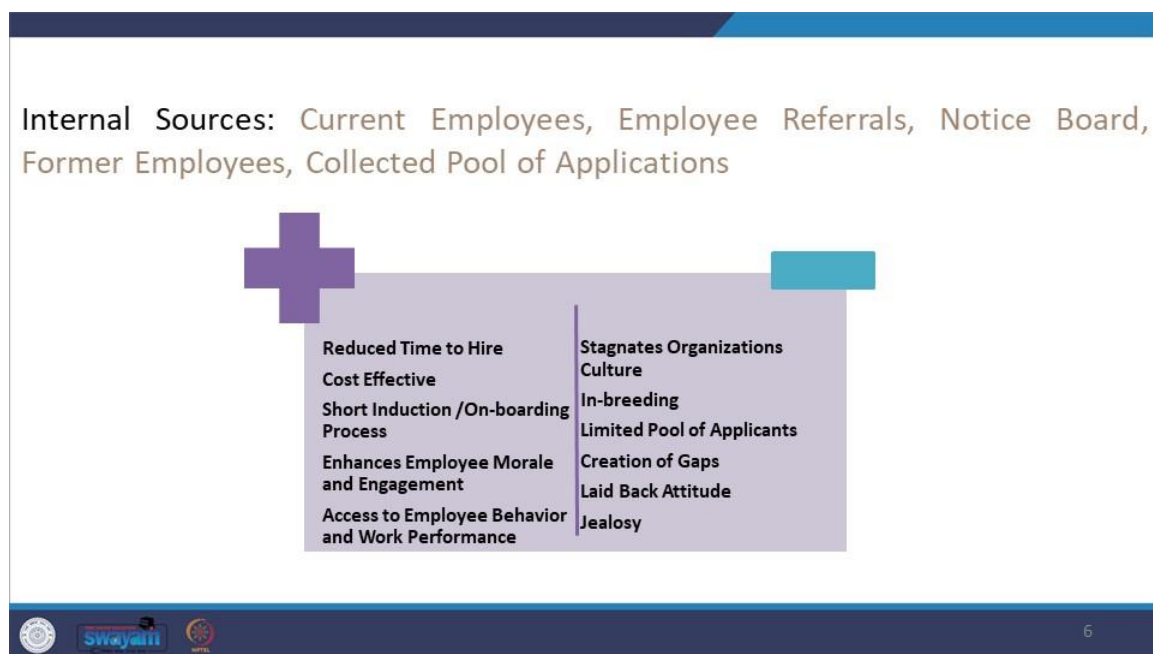 Internal Sources: Current Employees, Employee Referrals, Notice Board,
Former Employees, Collected Pool of Applications
Reduced Time to Hire
Cost Effective
Short Induction /On-boarding
Process
Enhances Employee Morale
and Engagement
Access to Employee Behavior
and Work Performance
Stagnates Organizations
Culture
In-breeding
Limited Pool of Applicants
Creation of Gaps
Laid Back Attitude
Jealosy
swayam
NPTEL
6